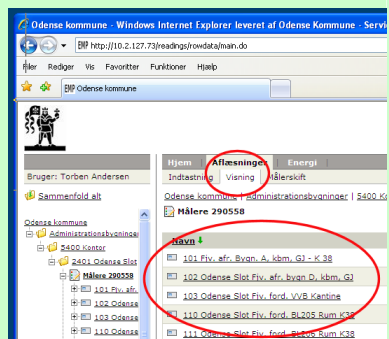 Odense kommune - Windows Internet Explorer leveret af Odense Kommune - Servi
http://10.2.127.73/readings/rowdata/main.do
Filer Rediger Vis Favoritter Funktioner Hjælp
Odense kommune
Hjem Aflæsninger Energi
Bruger: Torben Andersen
Indtastning Visning Målerskift
Sammenfold alt
Odense kommune | Administrationsbygninger | 5400 Ko
Målere 290558
Odense kommune
Administrationsbygninger
5400 Kontor
2401 Odense Slot
Målere 290558
101 Fjv. afr.
102 Odense
103 Odense
110 Odense
Navn
101 Fjv. afr. Bygn. A, kbm, GJ - K 38
102 Odense Slot Fjv. afr. bygn D, kbm, GJ
103 Odense Slot Fjv. ford. VVB Kantine
110 Odense Slot Fjv. ford. BL205 Rum K38
111 Odense Slot Fjv. ford. BL206 Rum K38